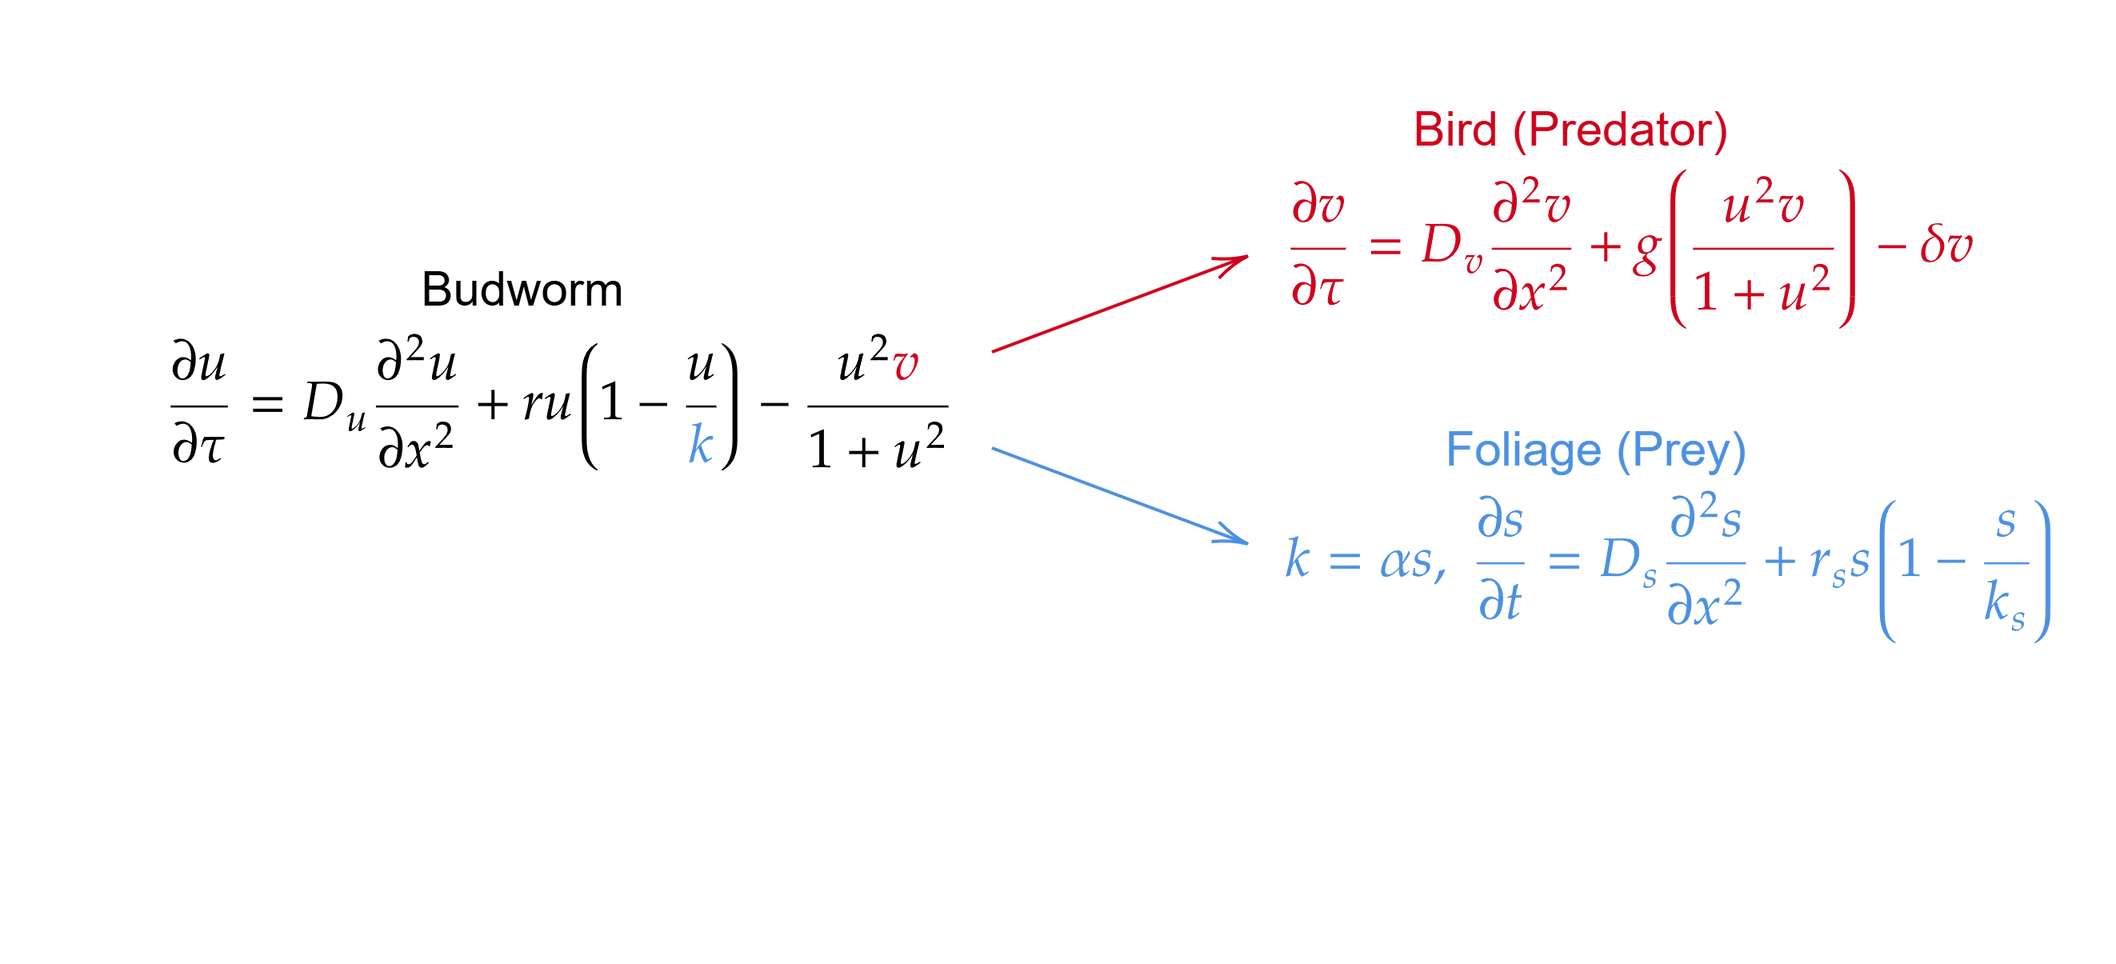 Budworm
∂u/∂τ = D_u ∂²u/∂x² + ru(1 − u/k) − u²v/(1 + u²)
Bird (Predator)
∂v/∂τ = D_v ∂²v/∂x² + g(u²v/(1 + u²)) − δv
Foliage (Prey)
k = αs, ∂s/∂t = D_s ∂²s/∂x² + r_s s(1 − s/k_s)